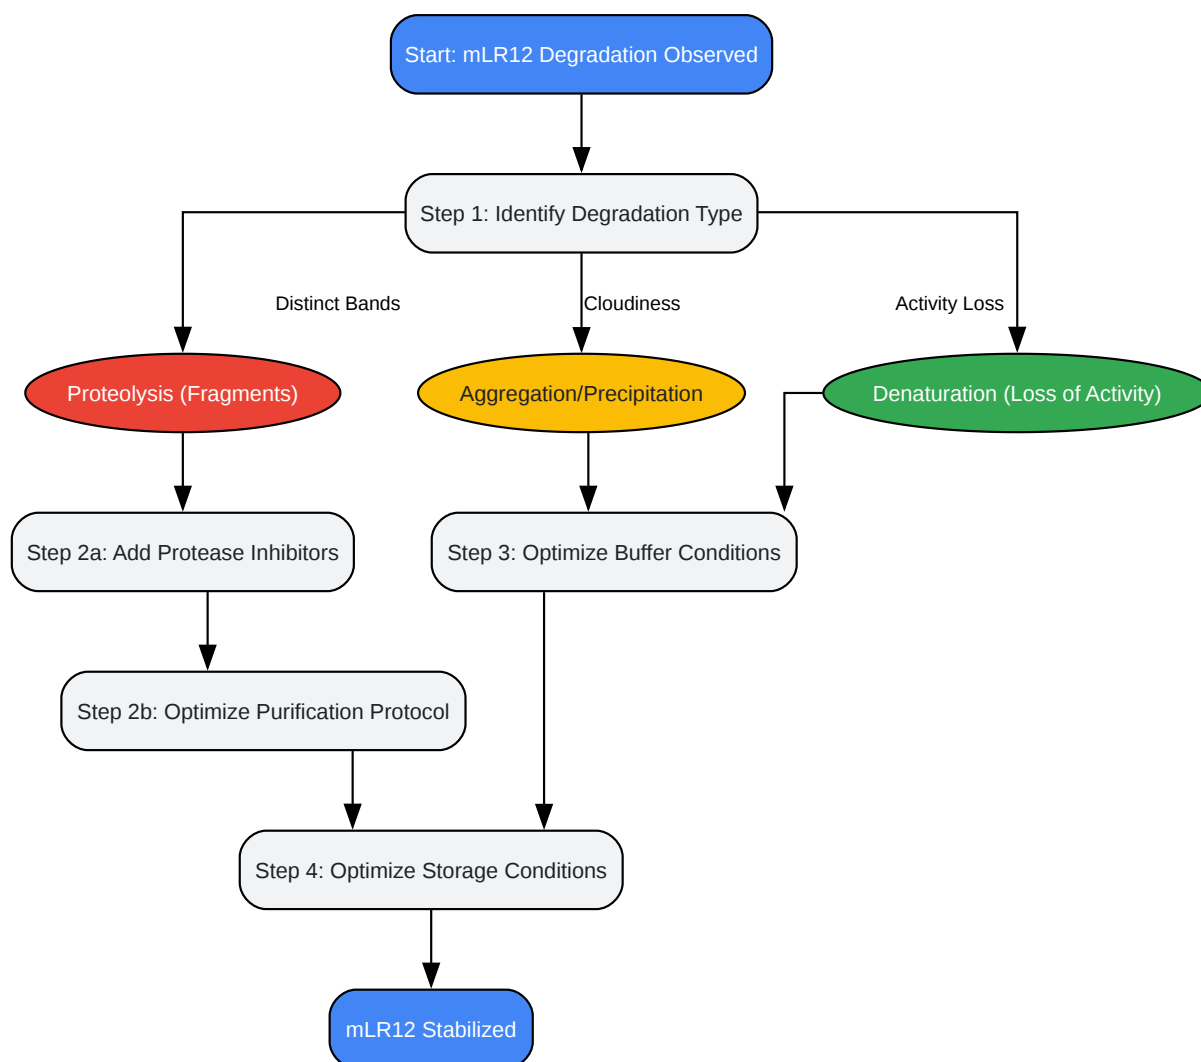 Start: mLR12 Degradation Observed
Step 1: Identify Degradation Type
Distinct Bands
Cloudiness
Activity Loss
Proteolysis (Fragments)
Aggregation/Precipitation
Denaturation (Loss of Activity)
Step 2a: Add Protease Inhibitors
Step 3: Optimize Buffer Conditions
Step 2b: Optimize Purification Protocol
Step 4: Optimize Storage Conditions
mLR12 Stabilized